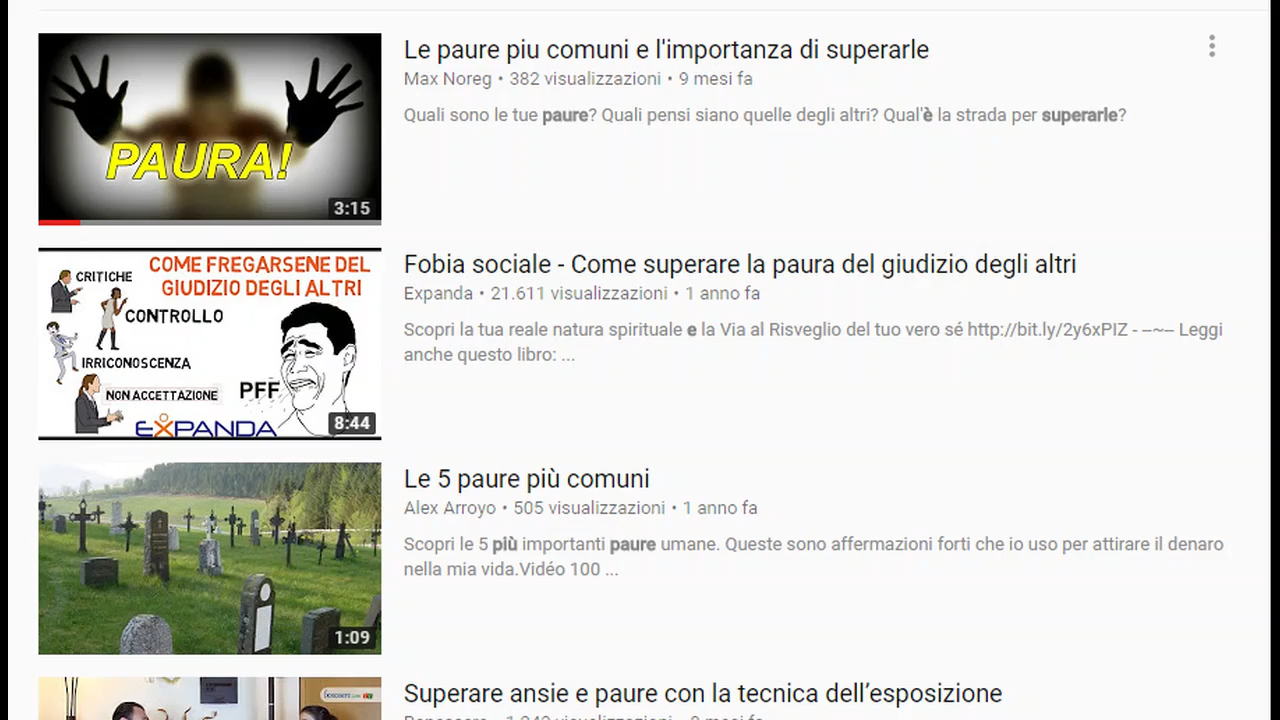 Le paure piu comuni e l'importanza di superarle
Max Noreg • 382 visualizzazioni • 9 mesi fa
Quali sono le tue paure? Quali pensi siano quelle degli altri? Qual'è la strada per superarle?
PAURA!
3:15
Fobia sociale - Come superare la paura del giudizio degli altri
Expanda • 21.611 visualizzazioni • 1 anno fa
Scopri la tua reale natura spirituale e la Via al Risveglio del tuo vero sé http://bit.ly/2y6xPIZ - –~– Leggi
anche questo libro: ...
COME FREGARSENE DEL
GIUDIZIO DEGLI ALTRI
CRITICHE
CONTROLLO
IRRICONOSCENZA
NON ACCETTAZIONE
PFF
EXPANDA
8:44
Le 5 paure più comuni
Alex Arroyo • 505 visualizzazioni • 1 anno fa
Scopri le 5 più importanti paure umane. Queste sono affermazioni forti che io uso per attirare il denaro
nella mia vida.Vidéo 100 ...
1:09
Superare ansie e paure con la tecnica dell’esposizione